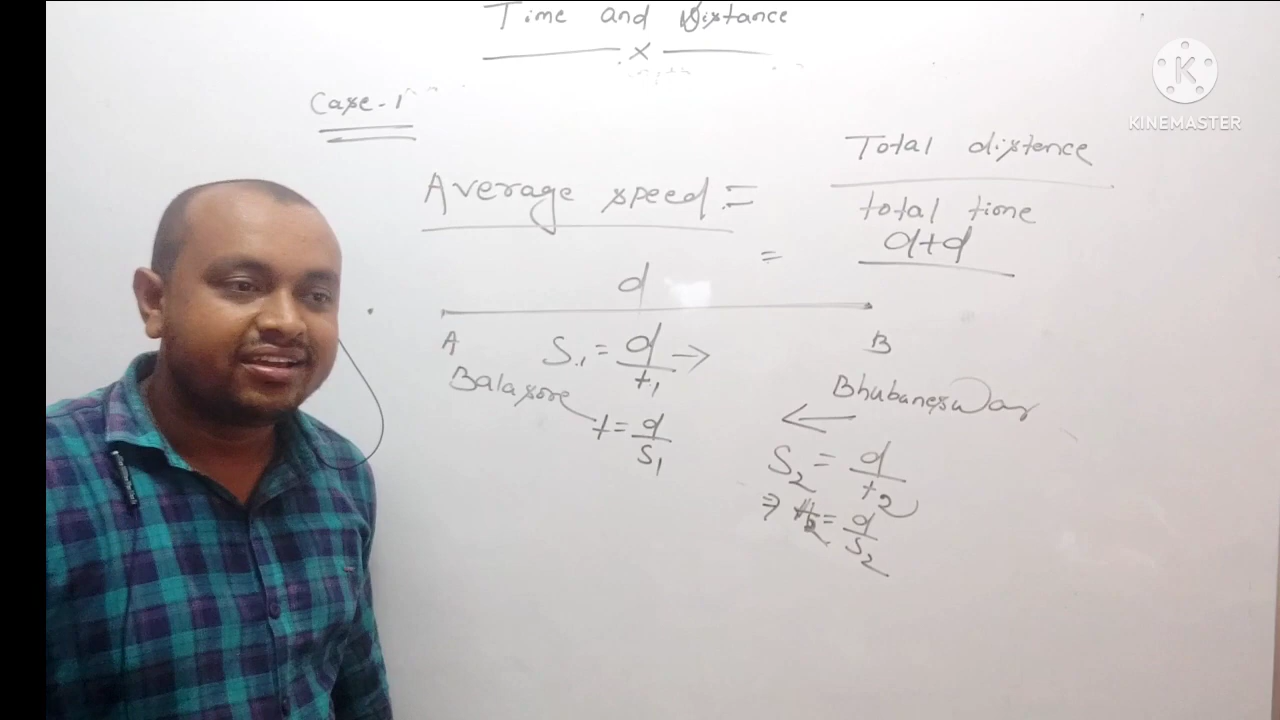 Time and Distance
x
Case-1
Average speed = Total distence
total time
= d+d
d
A
B
S1 = d/t1 →
Balasore
Bhubaneswar
t = d/S1
←
S2 = d/t2
⇒ t2 = d/S2
K
KINEMASTER